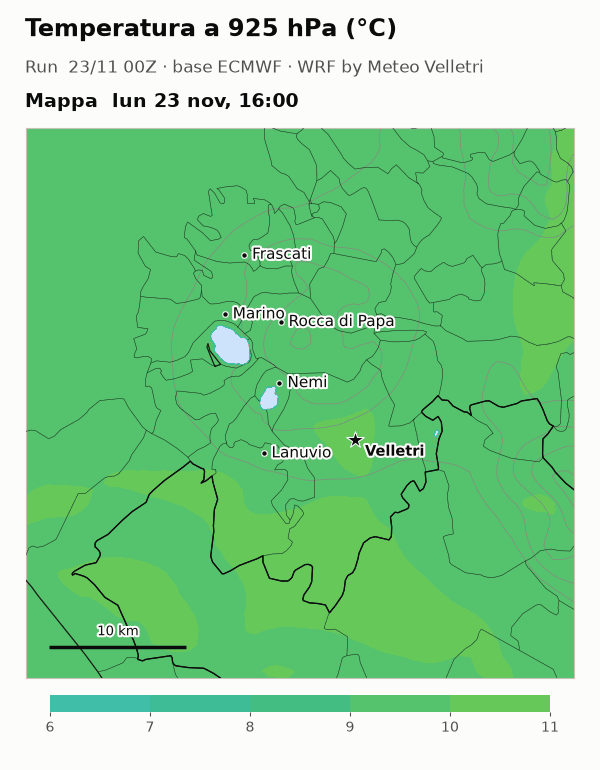 Temperatura a 925 hPa (°C)
Run  23/11 00Z · base ECMWF · WRF by Meteo Velletri
Mappa  lun 23 nov, 16:00
Frascati
Marino
Rocca di Papa
Nemi
Velletri
Lanuvio
10 km
6 7 8 9 10 11